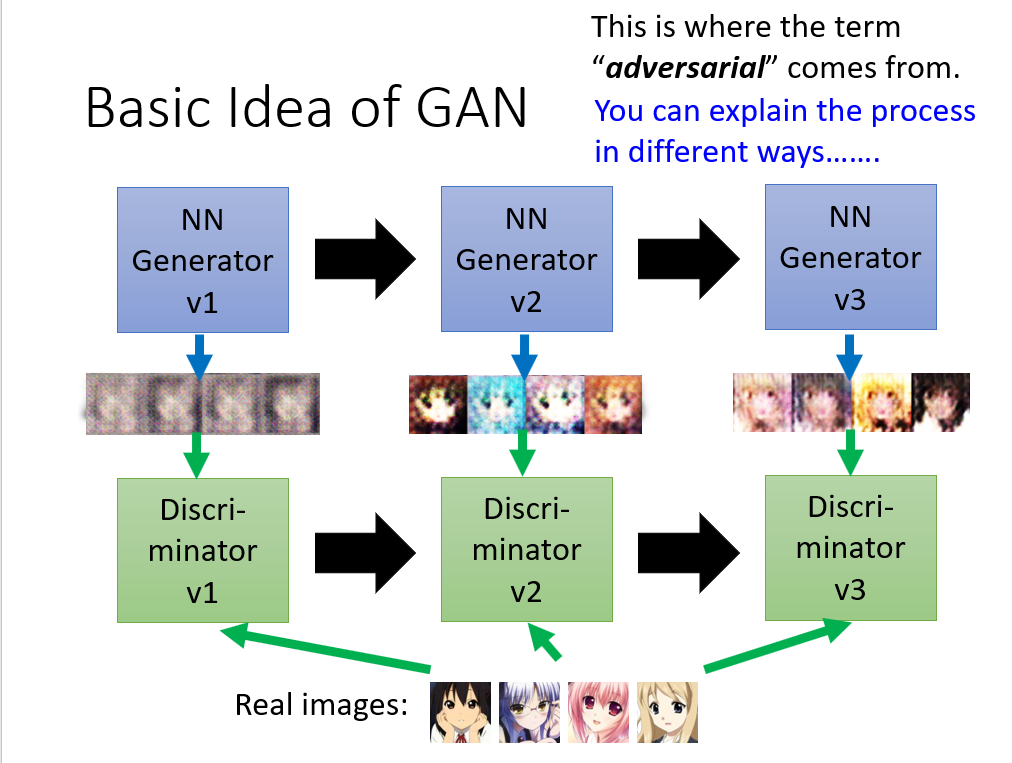 This is where the term
“adversarial” comes from.
Basic Idea of GAN
You can explain the process
in different ways…….
NN
Generator
v1
NN
Generator
v2
NN
Generator
v3
Discri-
minator
v1
Discri-
minator
v2
Discri-
minator
v3
Real images: